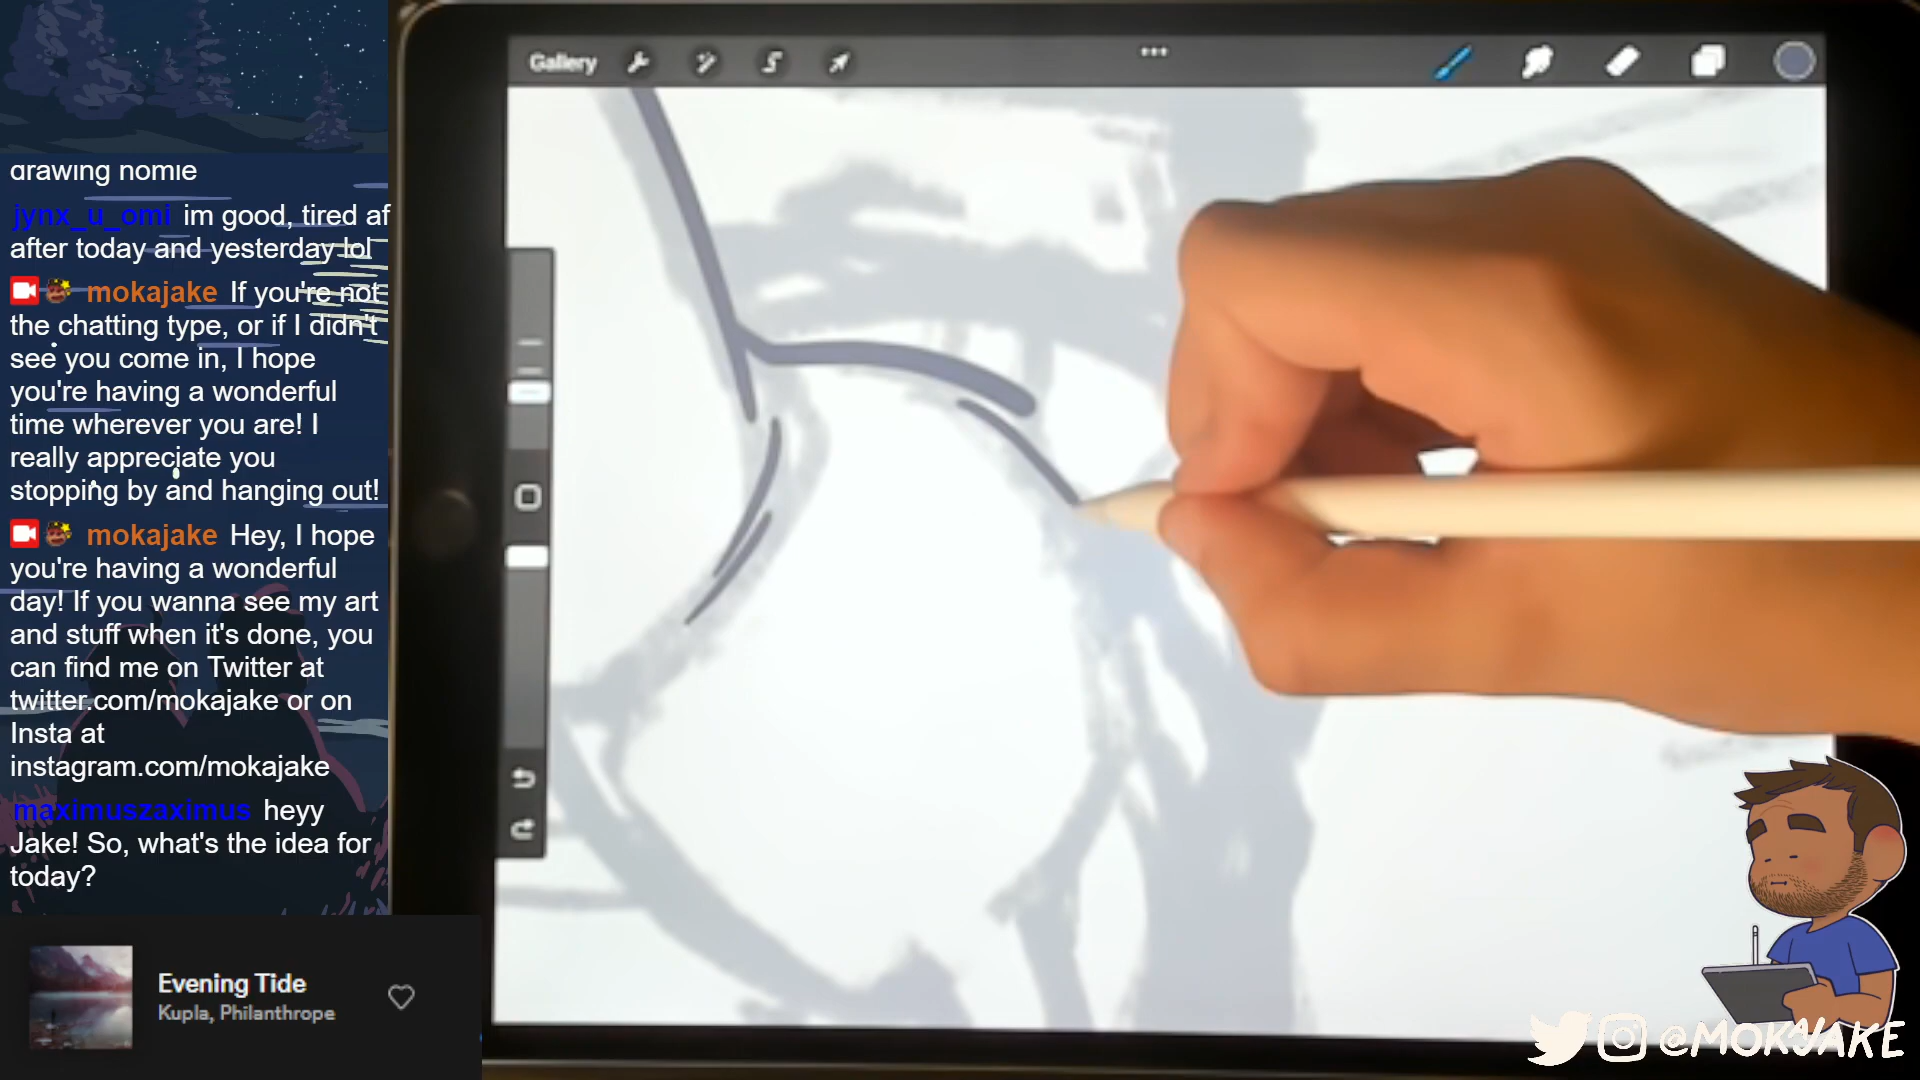 Gallery
drawing homie
jynx_u_omi im good, tired af
after today and yesterday lol
mokajake If you're not
the chatting type, or if I didn't
see you come in, I hope
you're having a wonderful
time wherever you are! I
really appreciate you
stopping by and hanging out!
mokajake Hey, I hope
you're having a wonderful
day! If you wanna see my art
and stuff when it's done, you
can find me on Twitter at
twitter.com/mokajake or on
Insta at
instagram.com/mokajake
maximuszaximus heyy
Jake! So, what's the idea for
today?
Evening Tide
Kupla, Philanthrope
@MOKAJAKE